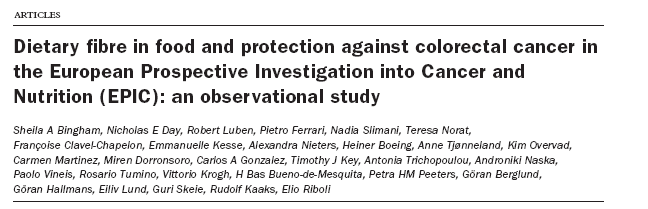 ARTICLES
Dietary fibre in food and protection against colorectal cancer in
the European Prospective Investigation into Cancer and
Nutrition (EPIC): an observational study
Sheila A Bingham, Nicholas E Day, Robert Luben, Pietro Ferrari, Nadia Slimani, Teresa Norat,
Françoise Clavel-Chapelon, Emmanuelle Kesse, Alexandra Nieters, Heiner Boeing, Anne Tjønneland, Kim Overvad,
Carmen Martinez, Miren Dorronsoro, Carlos A Gonzalez, Timothy J Key, Antonia Trichopoulou, Androniki Naska,
Paolo Vineis, Rosario Tumino, Vittorio Krogh, H Bas Bueno-de-Mesquita, Petra HM Peeters, Göran Berglund,
Göran Hallmans, Eiliv Lund, Guri Skeie, Rudolf Kaaks, Elio Riboli